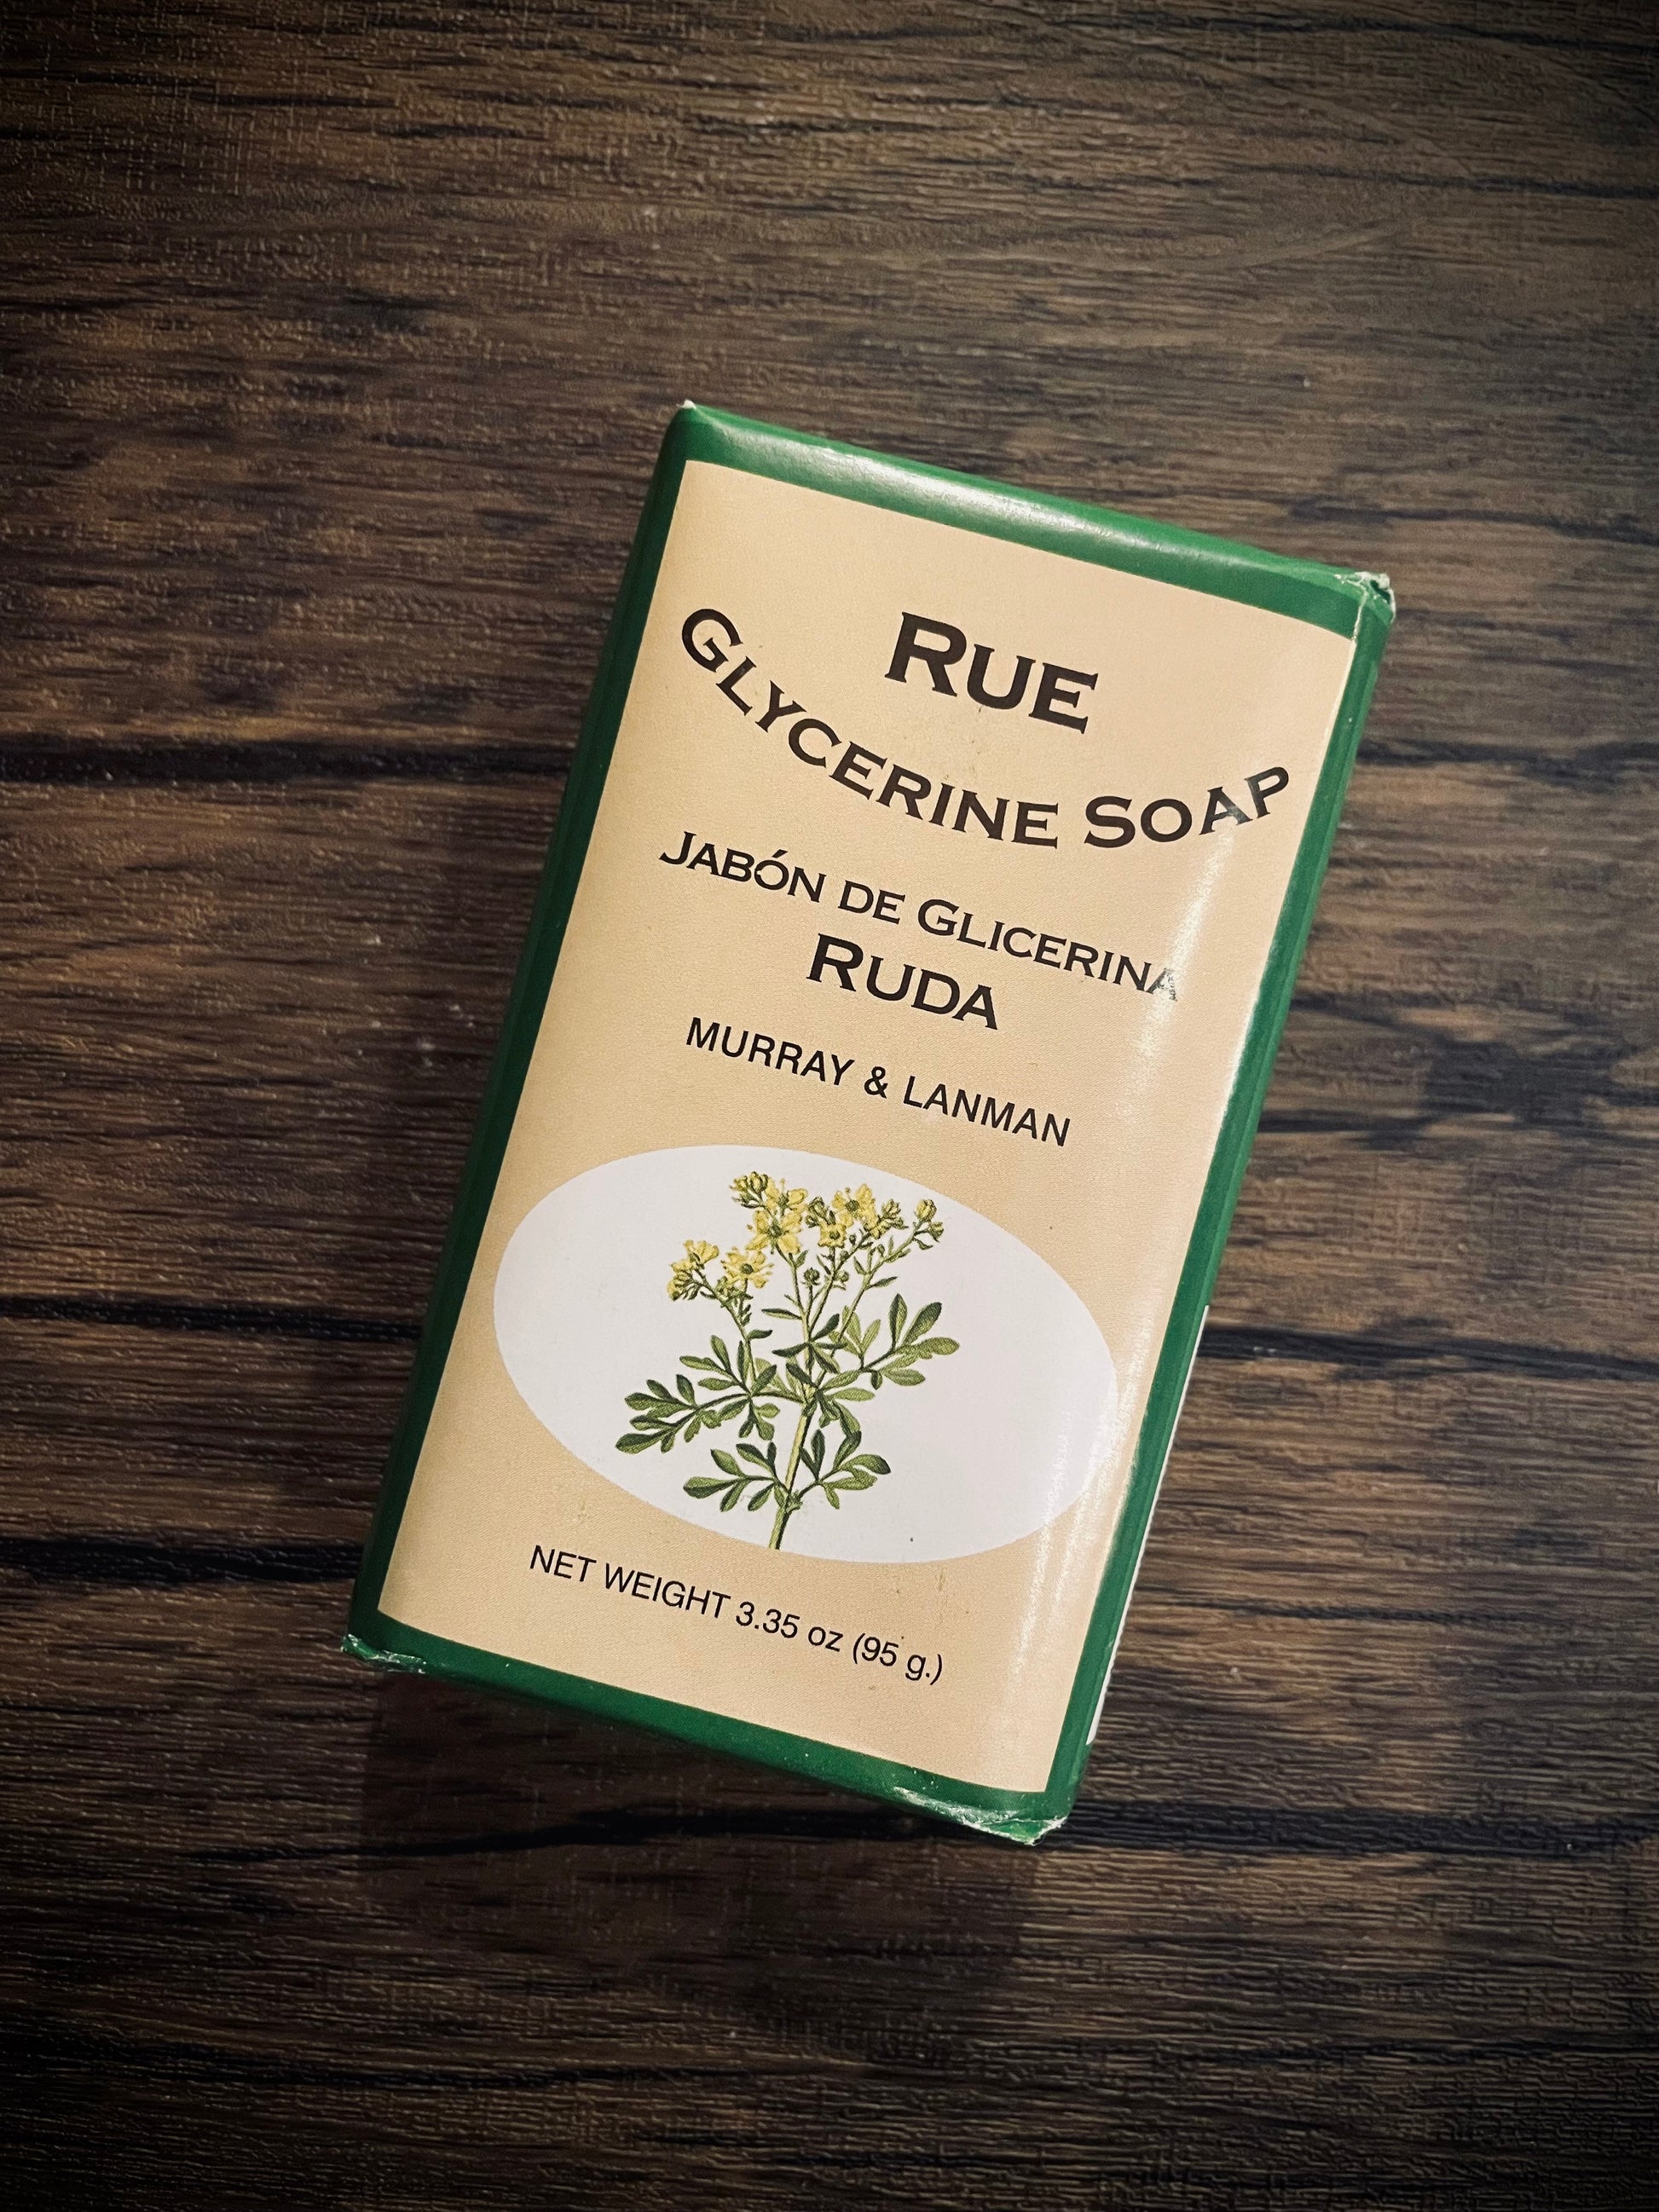 RUE
GLYCERINE SOAP
JABÓN DE GLICERINA
RUDA
MURRAY & LANMAN
NET WEIGHT 3.35 oz (95 g.)